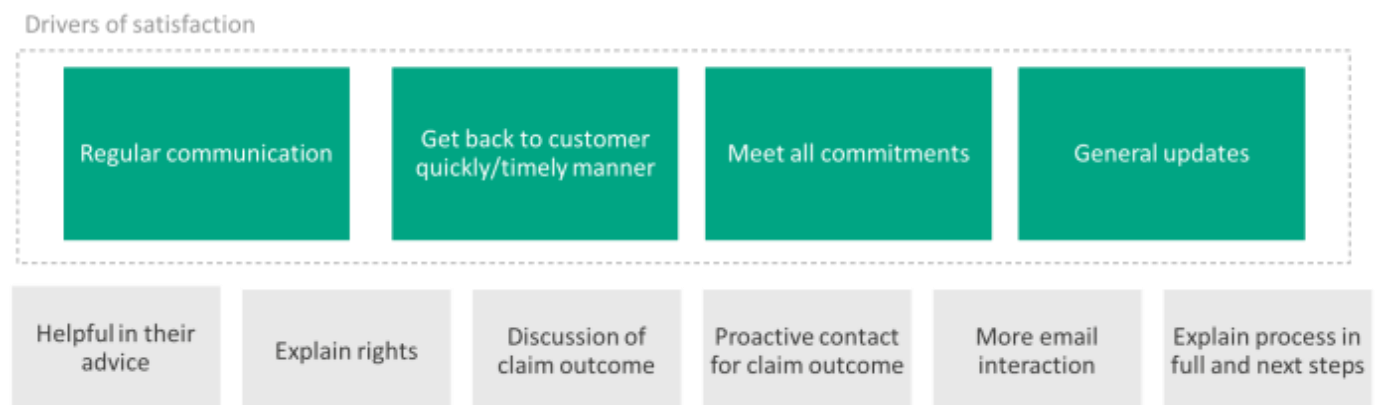 Drivers of satisfaction
Regular communication
Get back to customer
quickly/timely manner
Meet all commitments
General updates
Helpful in their
advice
Explain rights
Discussion of
claim outcome
Proactive contact
for claim outcome
More email
interaction
Explain process in
full and next steps